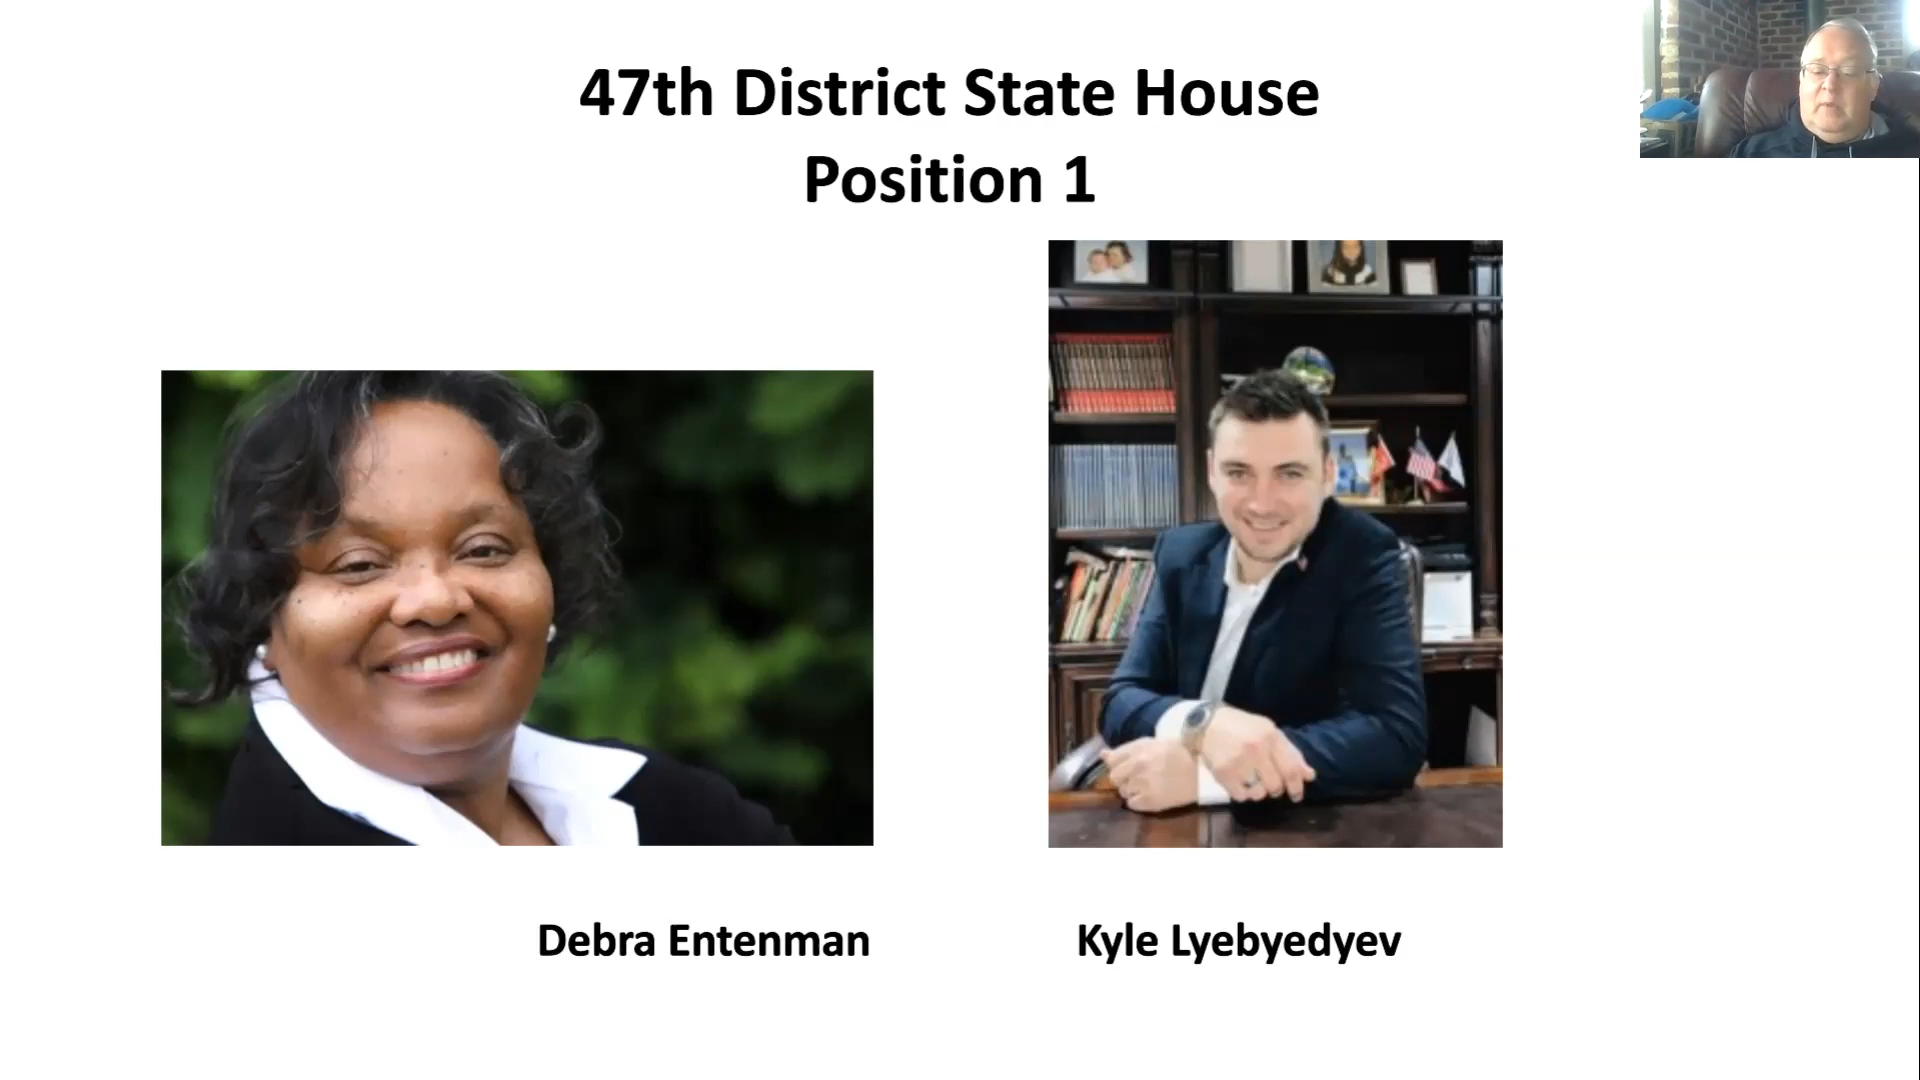 47th District State House
Position 1
Debra Entenman
Kyle Lyebyedyev